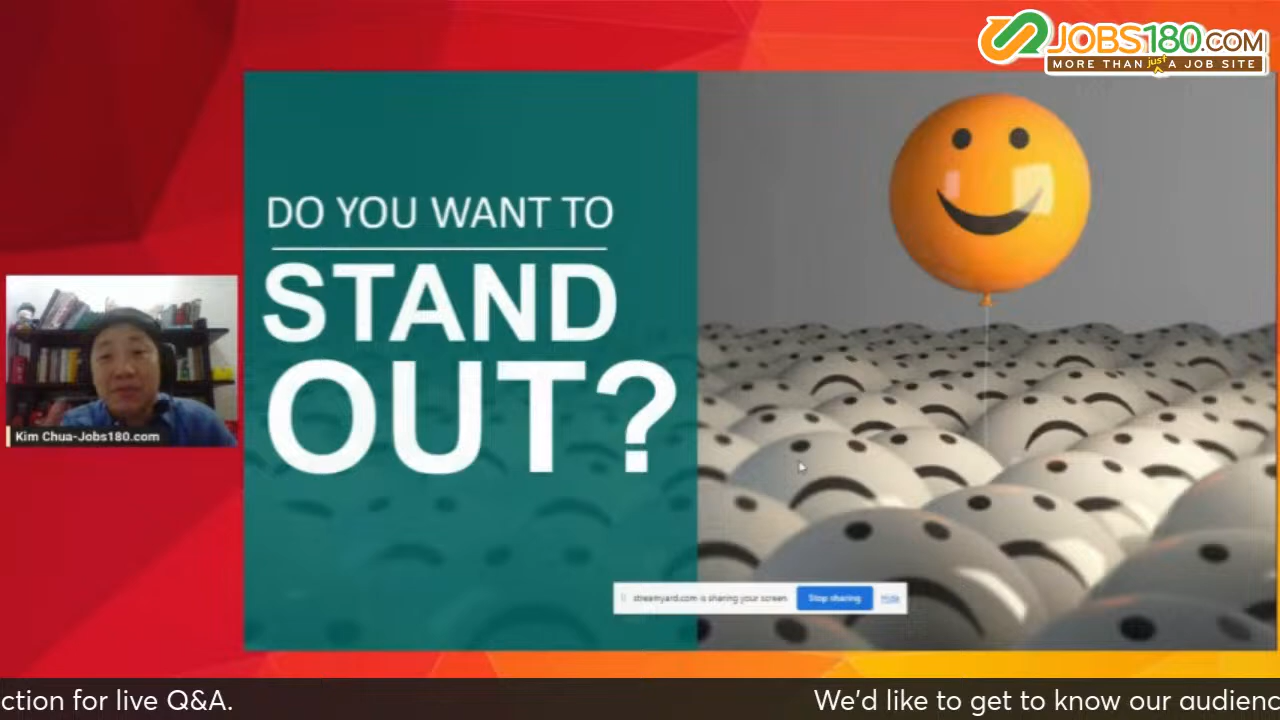 JOBS180.COM
MORE THAN just A JOB SITE
DO YOU WANT TO
STAND
OUT?
Kim Chua-Jobs180.com
streamyard.com is sharing your screen. Stop sharing Hide
ction for live Q&A. We'd like to get to know our audienc